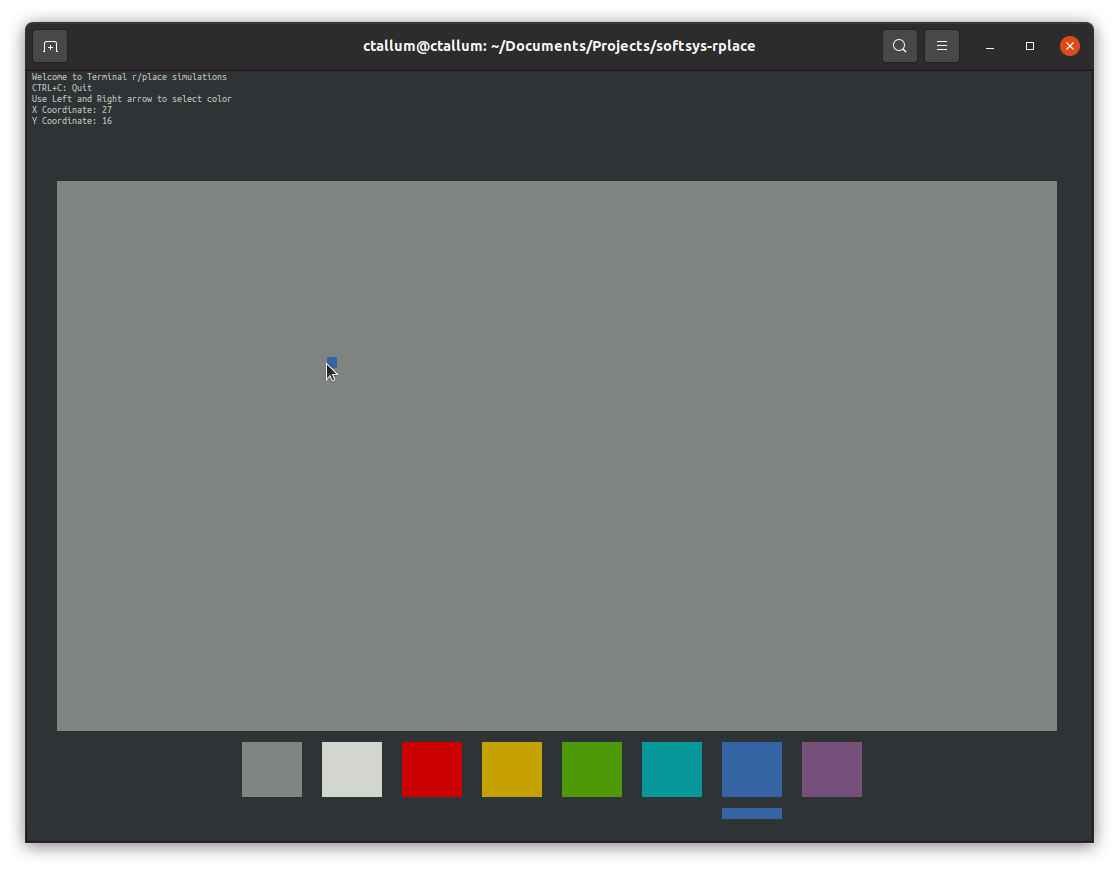 ctallum@ctallum: ~/Documents/Projects/softsys-rplace
Welcome to Terminal r/place simulations
CTRL+C: Quit
Use Left and Right arrow to select color
X Coordinate: 27
Y Coordinate: 16